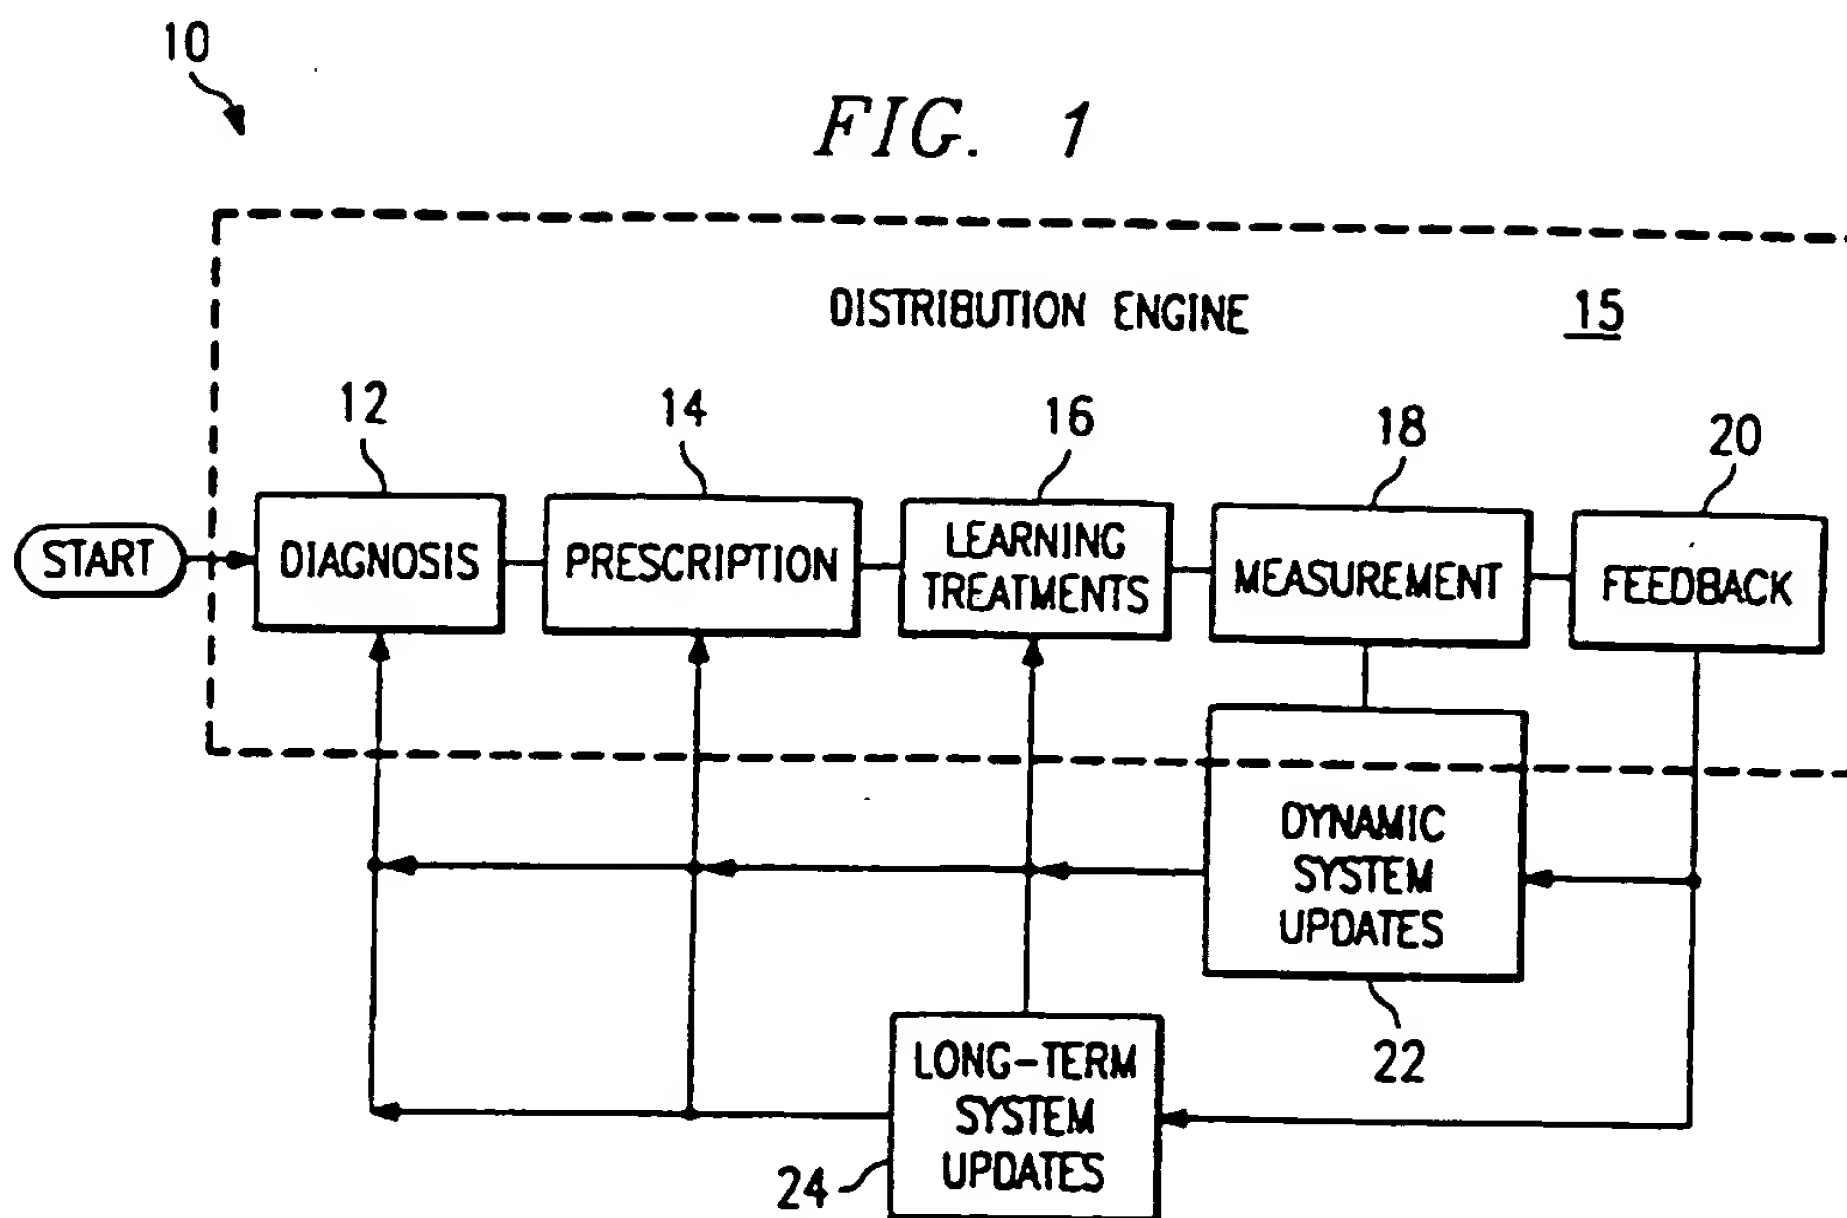 10
FIG. 1
DISTRIBUTION ENGINE
15
12
14
16
18
20
START
DIAGNOSIS
PRESCRIPTION
LEARNING
TREATMENTS
MEASUREMENT
FEEDBACK
DYNAMIC
SYSTEM
UPDATES
22
LONG-TERM
SYSTEM
UPDATES
24